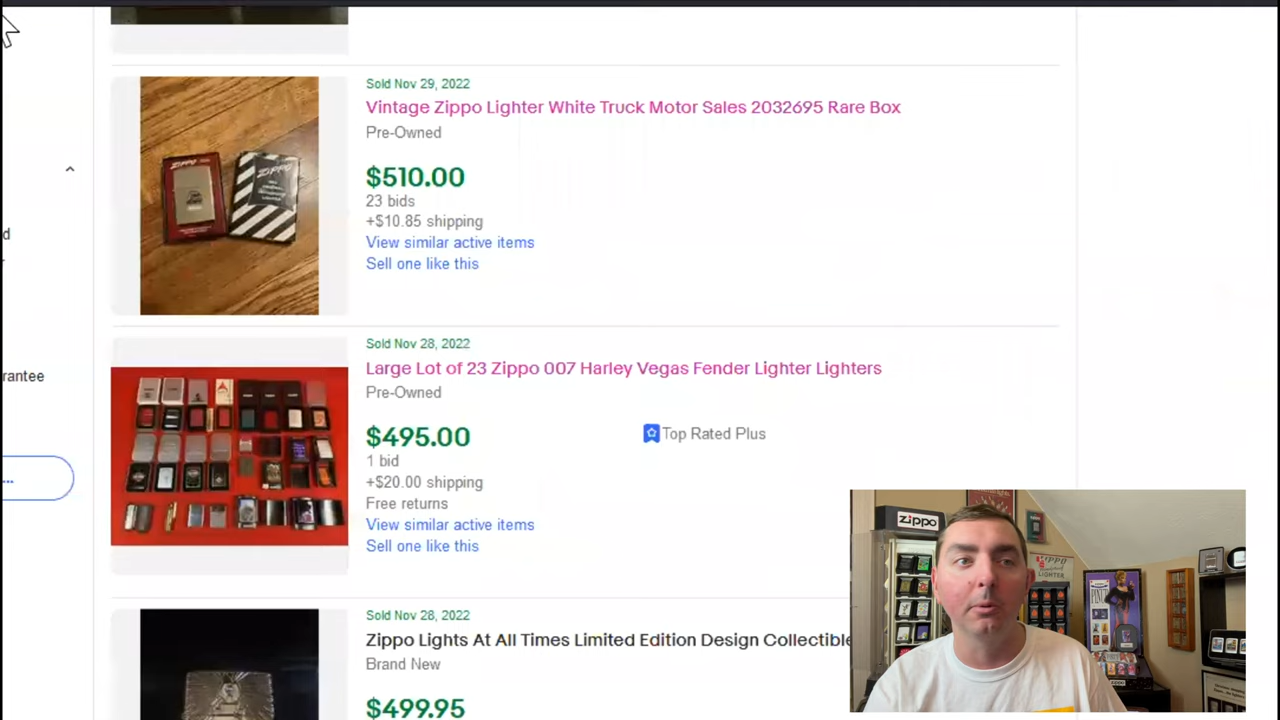 Sold Nov 29, 2022
Vintage Zippo Lighter White Truck Motor Sales 2032695 Rare Box
Pre-Owned
$510.00
23 bids
+$10.85 shipping
View similar active items
Sell one like this
d
rantee
...
Sold Nov 28, 2022
Large Lot of 23 Zippo 007 Harley Vegas Fender Lighter Lighters
Pre-Owned
$495.00
Top Rated Plus
1 bid
+$20.00 shipping
Free returns
View similar active items
Sell one like this
Sold Nov 28, 2022
Zippo Lights At All Times Limited Edition Design Collectible
Brand New
$499.95
ZIPPO
ZIPPO
zippo
ZIPPO
LIGHTER